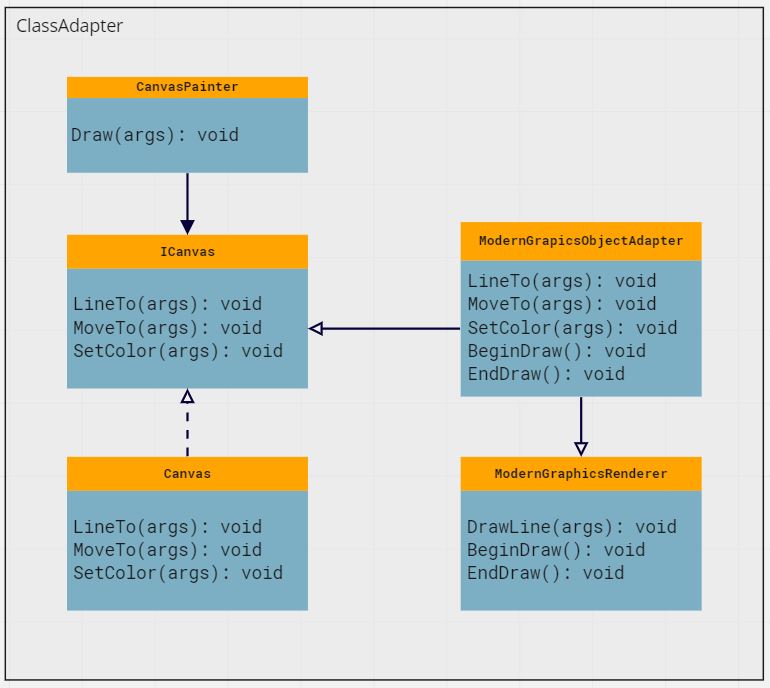 ClassAdapter
CanvasPainter
Draw(args): void
ICanvas
LineTo(args): void
MoveTo(args): void
SetColor(args): void
ModernGrapicsObjectAdapter
LineTo(args): void
MoveTo(args): void
SetColor(args): void
BeginDraw(): void
EndDraw(): void
Canvas
LineTo(args): void
MoveTo(args): void
SetColor(args): void
ModernGraphicsRenderer
DrawLine(args): void
BeginDraw(): void
EndDraw(): void